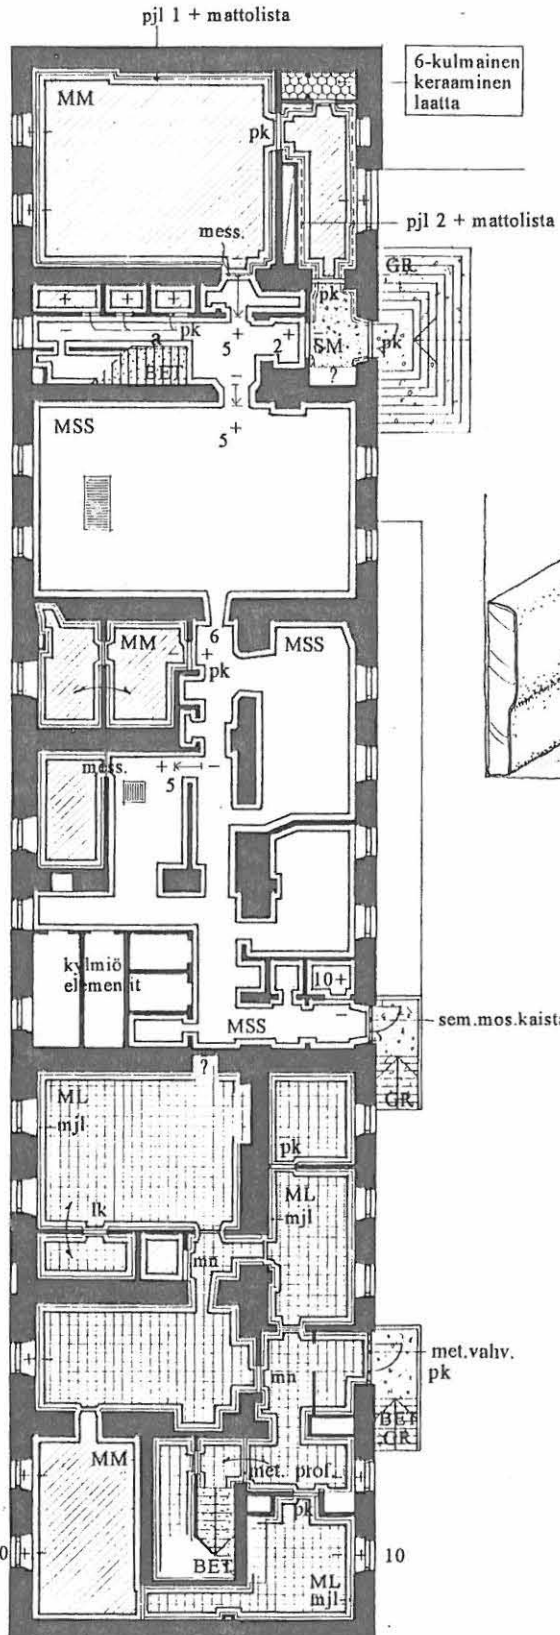 pjl 1 + mattolista
6-kulmainen
keraaminen
laatta
MM
pk
mess.
pjl 2 + mattolista
GR.
pk
+ + +
pk
a
5
+
2 +
SM
pk
BET.
?
MSS
5 +
MM
6
+
pk
MSS
mess.
+ -
5
kylmiö
elementit
10+
MSS
sem.mos.kaista
GR
?
ML
mjl
pk
lk
ML
mjl
mn
mn
met.vahv.
pk
BET
GR
MM
met. prof.
pk
BET.
0
10
ML
mjl